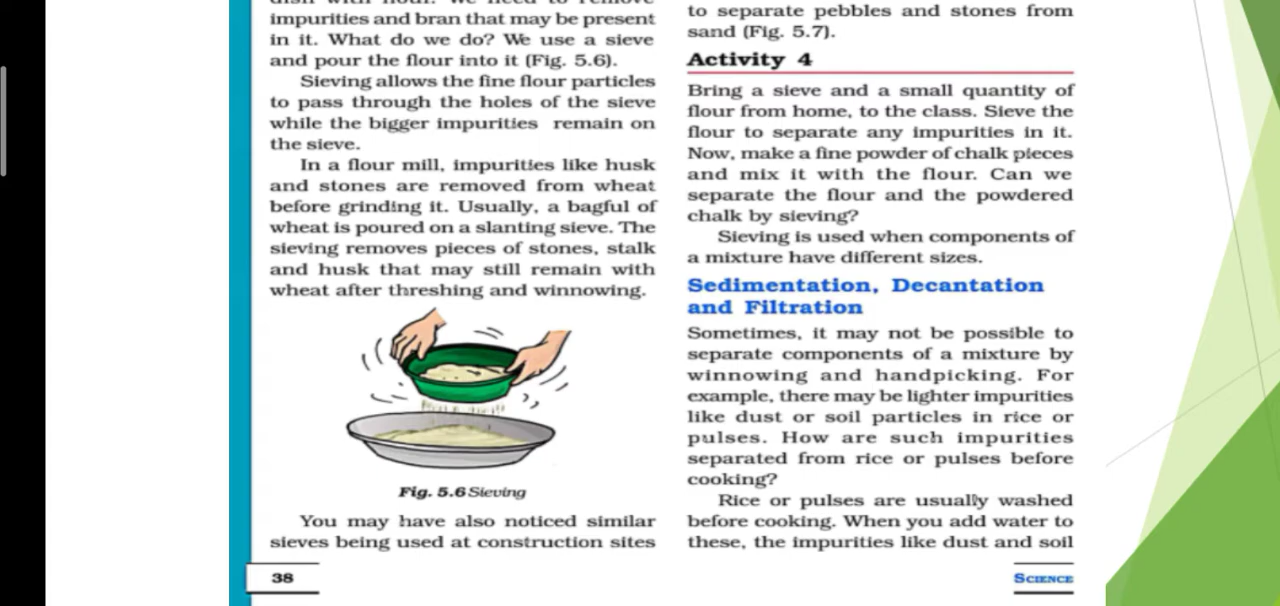 impurities and bran that may be present
in it. What do we do? We use a sieve
and pour the flour into it (Fig. 5.6).
Sieving allows the fine flour particles
to pass through the holes of the sieve
while the bigger impurities remain on
the sieve.
In a flour mill, impurities like husk
and stones are removed from wheat
before grinding it. Usually, a bagful of
wheat is poured on a slanting sieve. The
sieving removes pieces of stones, stalk
and husk that may still remain with
wheat after threshing and winnowing.
Fig. 5.6 Sieving
You may have also noticed similar
sieves being used at construction sites
to separate pebbles and stones from
sand (Fig. 5.7).
Activity 4
Bring a sieve and a small quantity of
flour from home, to the class. Sieve the
flour to separate any impurities in it.
Now, make a fine powder of chalk pieces
and mix it with the flour. Can we
separate the flour and the powdered
chalk by sieving?
Sieving is used when components of
a mixture have different sizes.
Sedimentation, Decantation
and Filtration
Sometimes, it may not be possible to
separate components of a mixture by
winnowing and handpicking. For
example, there may be lighter impurities
like dust or soil particles in rice or
pulses. How are such impurities
separated from rice or pulses before
cooking?
Rice or pulses are usually washed
before cooking. When you add water to
these, the impurities like dust and soil
38
SCIENCE